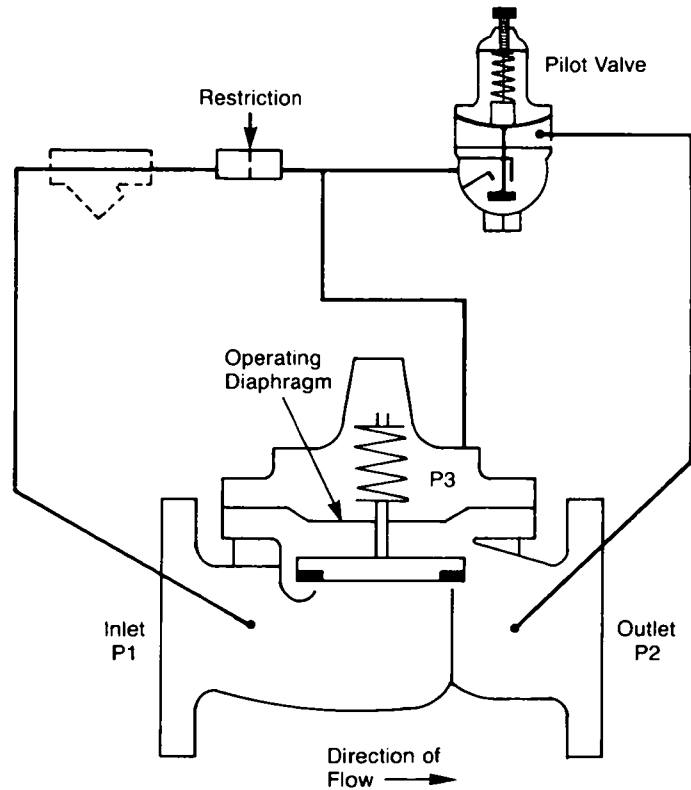 Pilot Valve
Restriction
Operating
Diaphragm
P3
Inlet
P1
Outlet
P2
Direction of
Flow